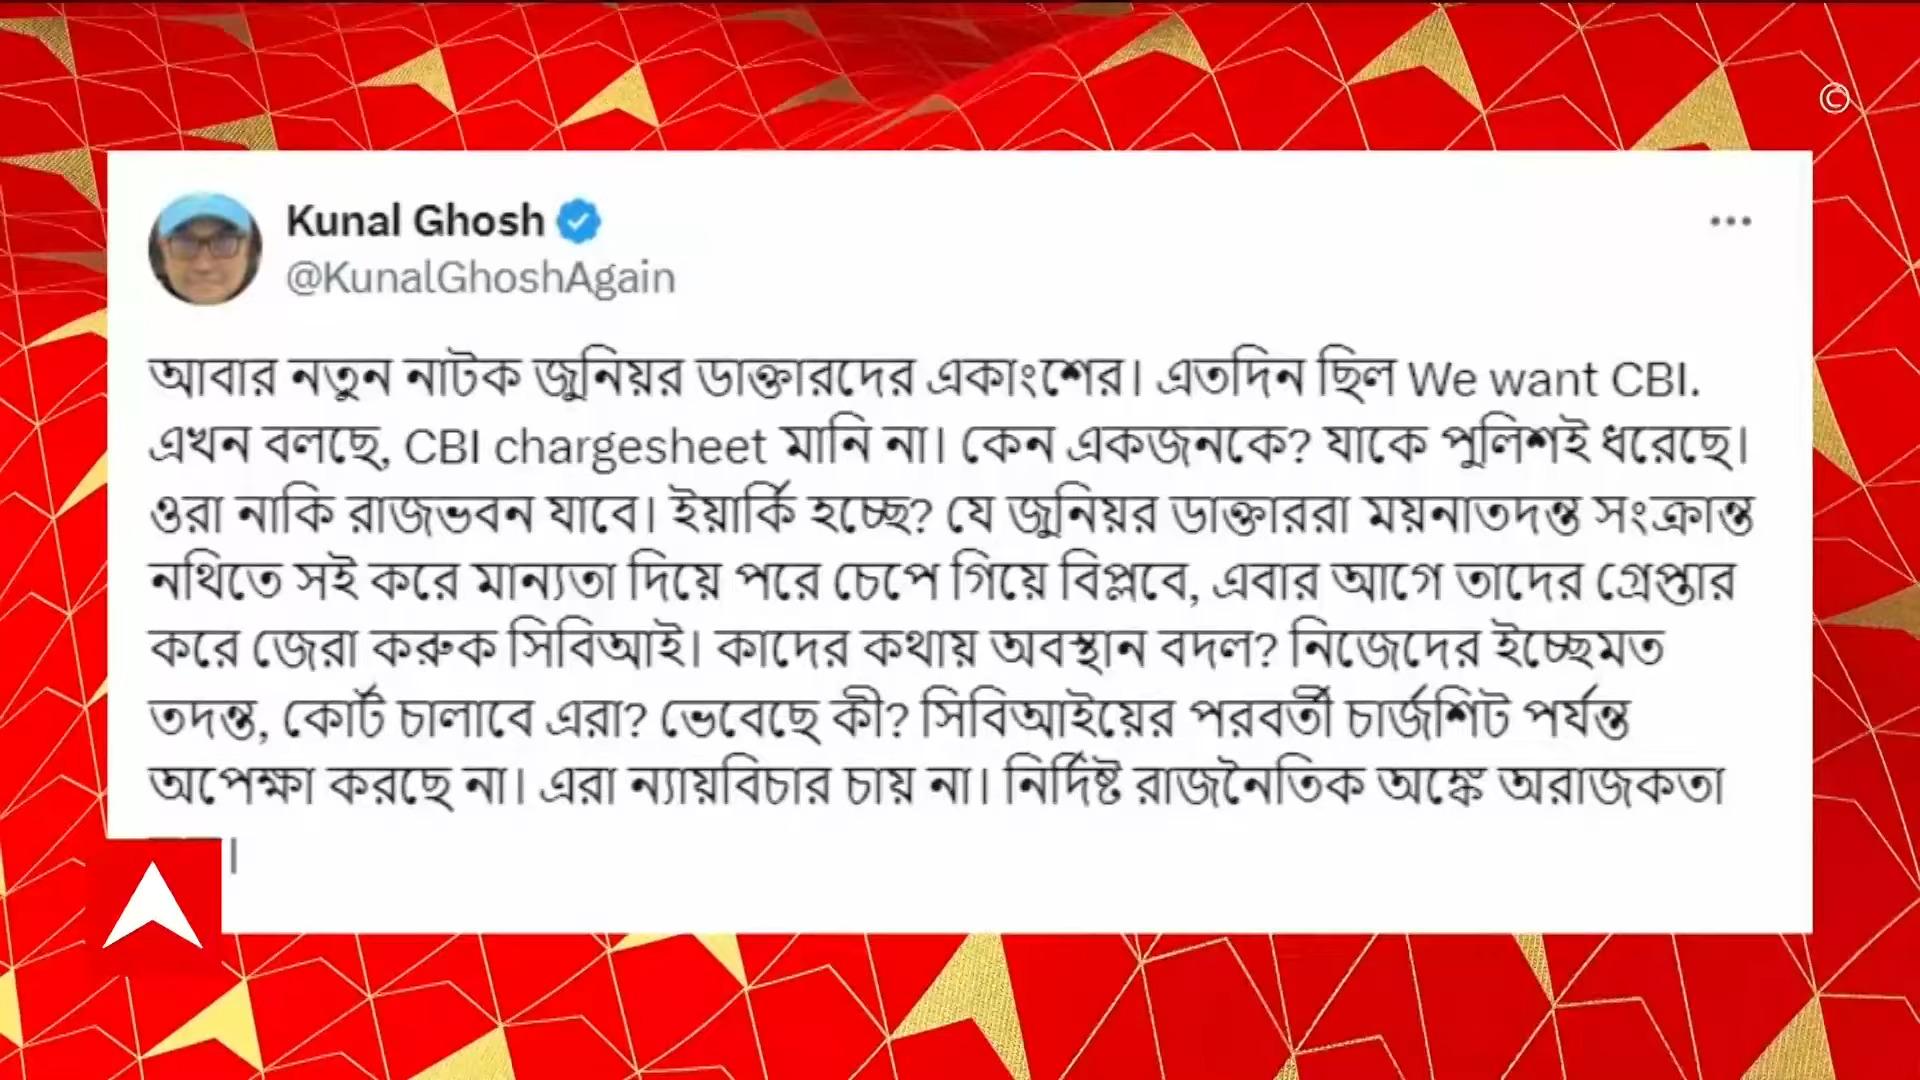 ©
Kunal Ghosh
@KunalGhoshAgain
আবার নতুন নাটক জুনিয়র ডাক্তারদের একাংশের। এতদিন ছিল We want CBI.
এখন বলছে, CBI chargesheet মানি না। কেন একজনকে? যাকে পুলিশই ধরেছে।
ওরা নাকি রাজভবন যাবে। ইয়ার্কি হচ্ছে? যে জুনিয়র ডাক্তাররা ময়নাতদন্ত সংক্রান্ত
নথিতে সই করে মান্যতা দিয়ে পরে চেপে গিয়ে বিপ্লবে, এবার আগে তাদের গ্রেপ্তার
করে জেরা করুক সিবিআই। কাদের কথায় অবস্থান বদল? নিজেদের ইচ্ছেমত
তদন্ত, কোর্ট চালাবে এরা? ভেবেছে কী? সিবিআইয়ের পরবর্তী চার্জশিট পর্যন্ত
অপেক্ষা করছে না। এরা ন্যায়বিচার চায় না। নির্দিষ্ট রাজনৈতিক অঙ্কে অরাজকতা
।